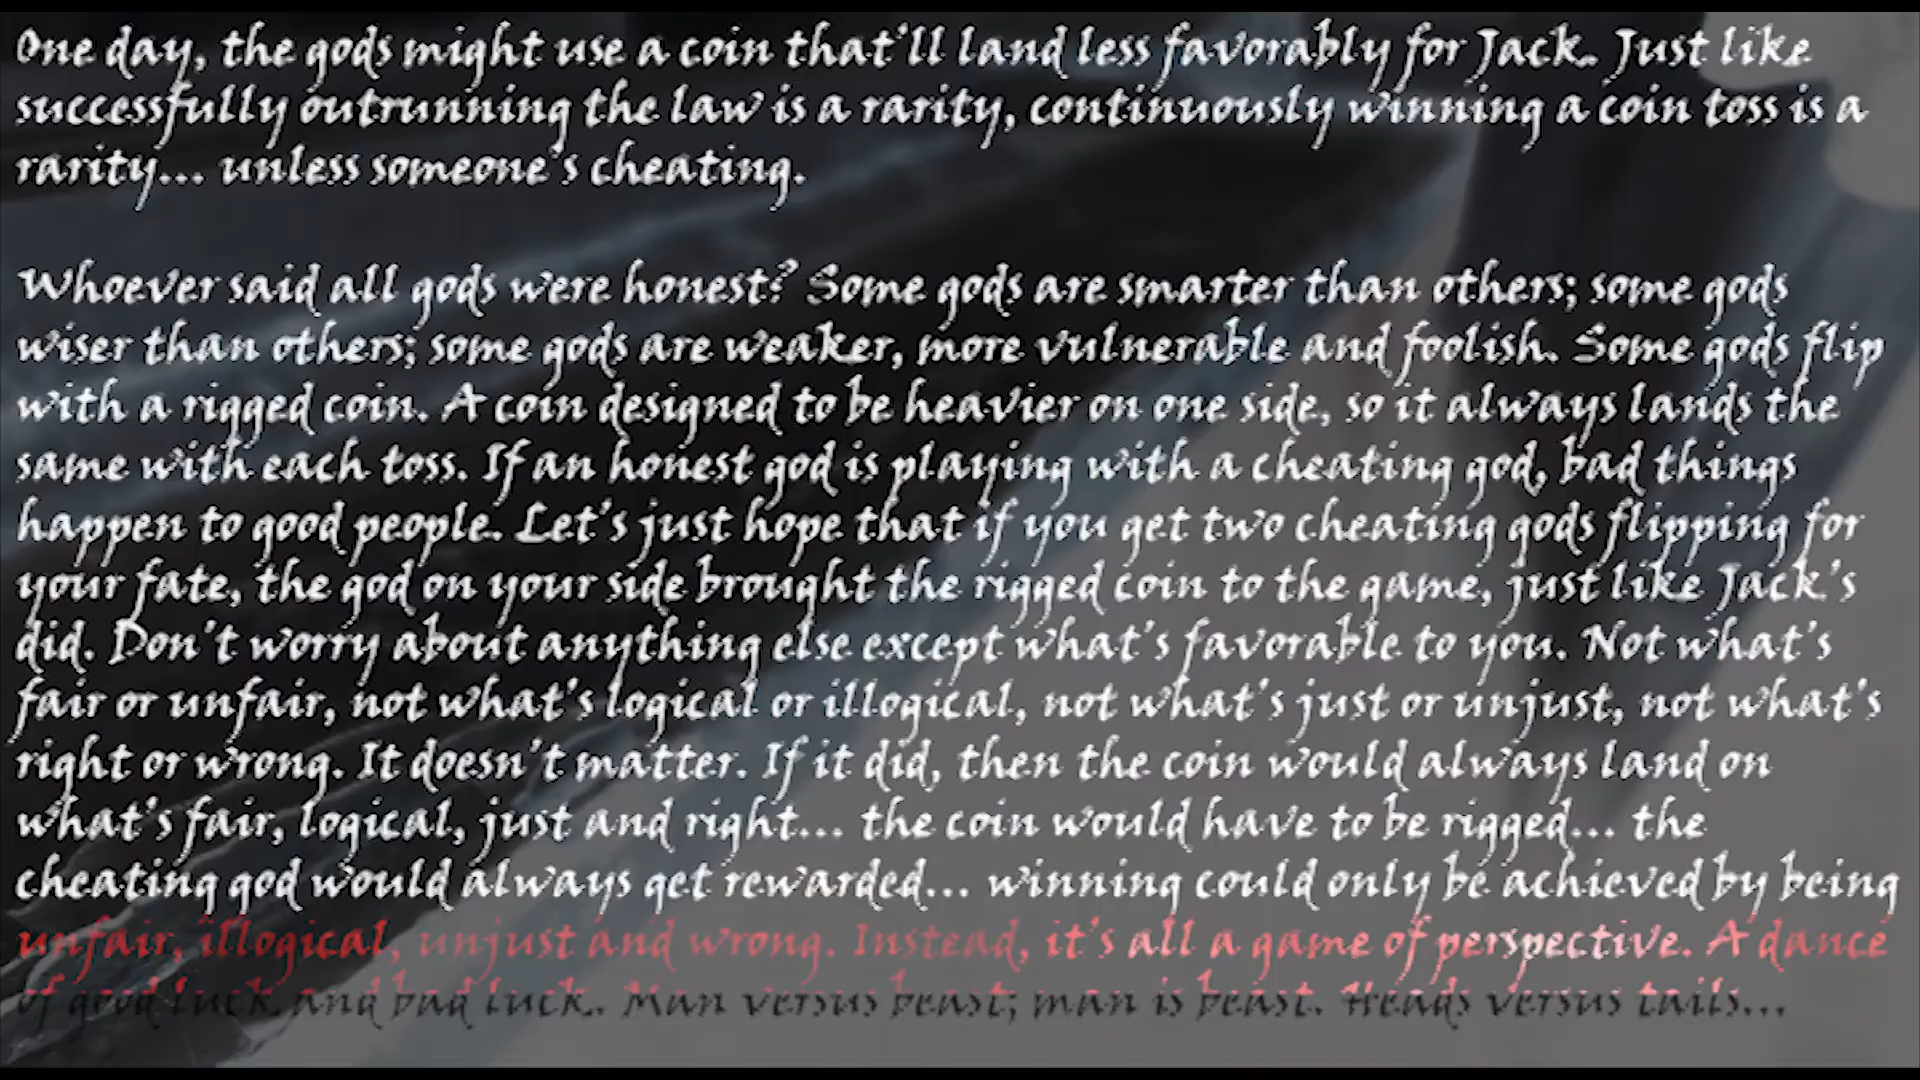 One day, the gods might use a coin that'll land less favorably for Jack. Just like
successfully outrunning the law is a rarity, continuously winning a coin toss is a
rarity... unless someone's cheating.
Whoever said all gods were honest? Some gods are smarter than others; some gods
wiser than others; some gods are weaker, more vulnerable and foolish. Some gods flip
with a rigged coin. A coin designed to be heavier on one side, so it always lands the
same with each toss. If an honest god is playing with a cheating god, bad things
happen to good people. Let's just hope that if you get two cheating gods flipping for
your fate, the god on your side brought the rigged coin to the game, just like Jack's
did. Don't worry about anything else except what's favorable to you. Not what's
fair or unfair, not what's logical or illogical, not what's just or unjust, not what's
right or wrong. It doesn't matter. If it did, then the coin would always land on
what's fair, logical, just and right... the coin would have to be rigged... the
cheating god would always get rewarded... winning could only be achieved by being
unfair, illogical, unjust and wrong. Instead, it's all a game of perspective. A dance
of good luck and bad luck. Man versus beast; man is beast. Heads versus tails...